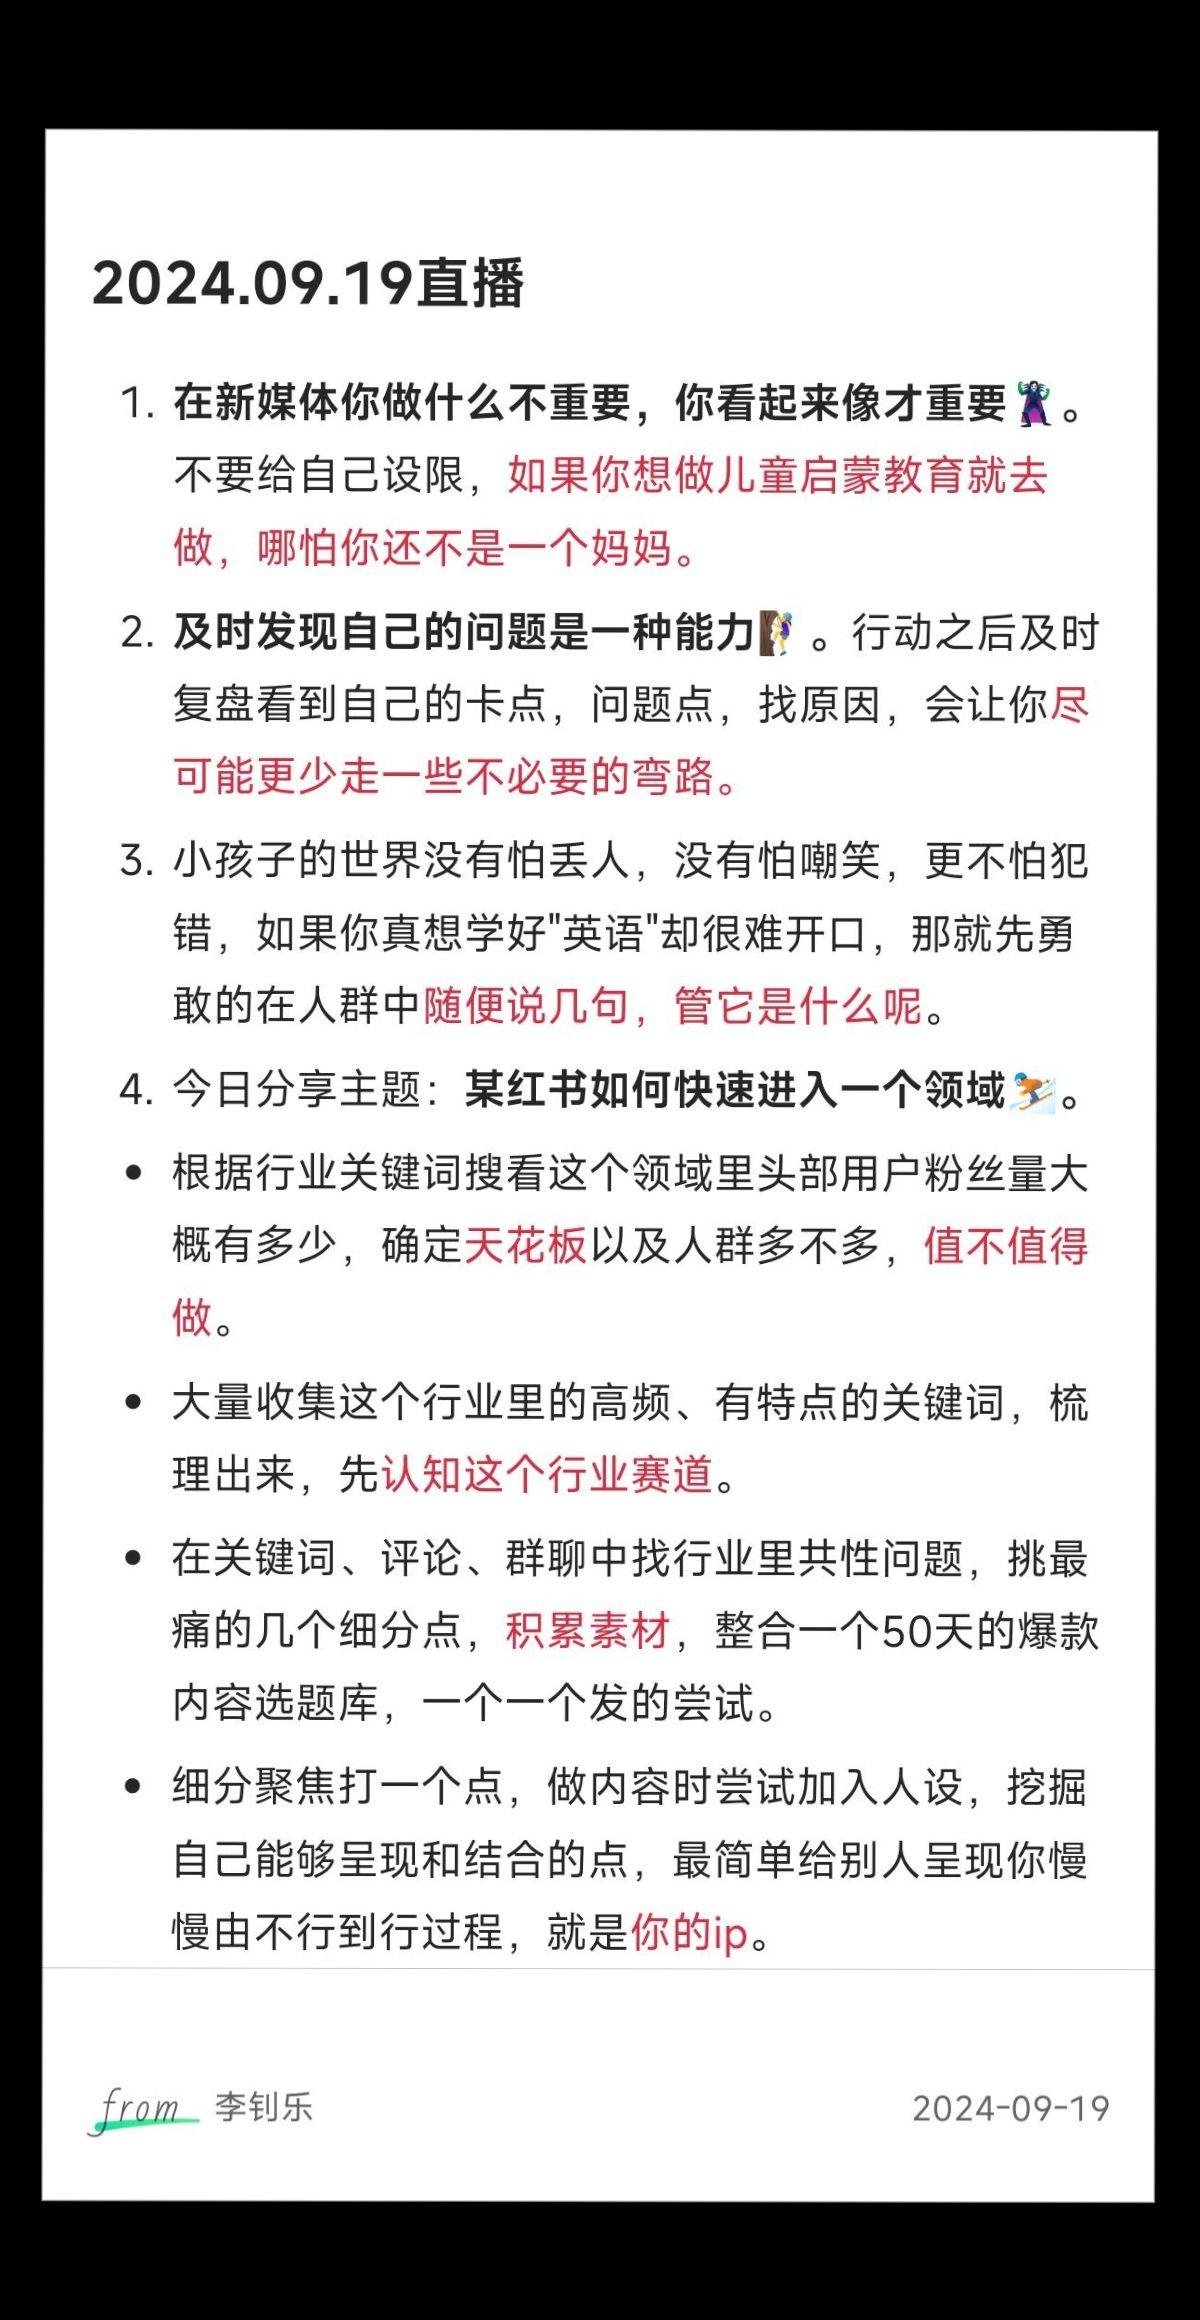 2024.09.19直播
1. 在新媒体你做什么不重要，你看起来像才重要🦹。
不要给自己设限，如果你想做儿童启蒙教育就去
做，哪怕你还不是一个妈妈。
2. 及时发现自己的问题是一种能力🧗。行动之后及时
复盘看到自己的卡点，问题点，找原因，会让你尽
可能更少走一些不必要的弯路。
3. 小孩子的世界没有怕丢人，没有怕嘲笑，更不怕犯
错，如果你真想学好"英语"却很难开口，那就先勇
敢的在人群中随便说几句，管它是什么呢。
4. 今日分享主题：某红书如何快速进入一个领域⛷。
• 根据行业关键词搜看这个领域里头部用户粉丝量大
概有多少，确定天花板以及人群多不多，值不值得
做。
• 大量收集这个行业里的高频、有特点的关键词，梳
理出来，先认知这个行业赛道。
• 在关键词、评论、群聊中找行业里共性问题，挑最
痛的几个细分点，积累素材，整合一个50天的爆款
内容选题库，一个一个发的尝试。
• 细分聚焦打一个点，做内容时尝试加入人设，挖掘
自己能够呈现和结合的点，最简单给别人呈现你慢
慢由不行到行过程，就是你的ip。
from 李钊乐
2024-09-19